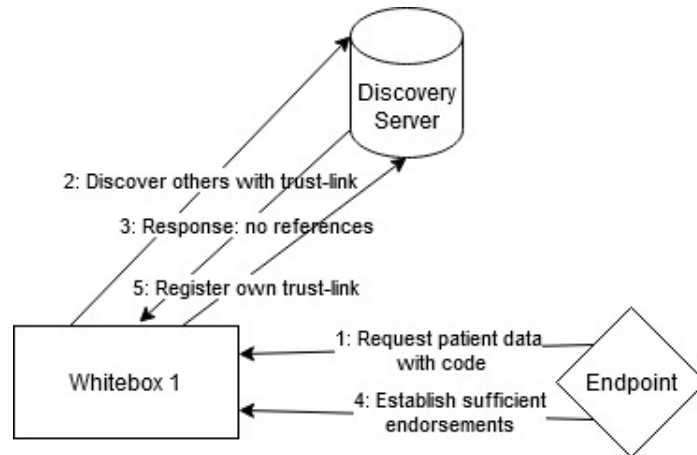 Discovery
Server
2: Discover others with trust-link
3: Response: no references
5: Register own trust-link
1: Request patient data
with code
Whitebox 1
Endpoint
4: Establish sufficient
endorsements